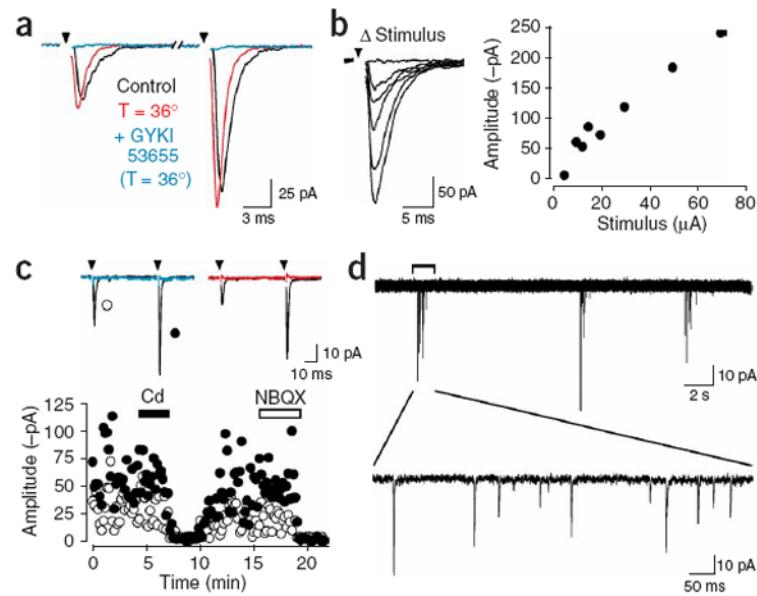 a
Control
T = 36°
+ GYKI
53655
(T = 36°)
25 pA
3 ms
b
Δ Stimulus
50 pA
5 ms
Amplitude (–pA)
250
200
150
100
50
0
0 20 40 60 80
Stimulus (μA)
c
10 pA
10 ms
Cd
NBQX
Amplitude (–pA)
125
100
75
50
25
0
0 5 10 15 20
Time (min)
d
10 pA
2 s
10 pA
50 ms